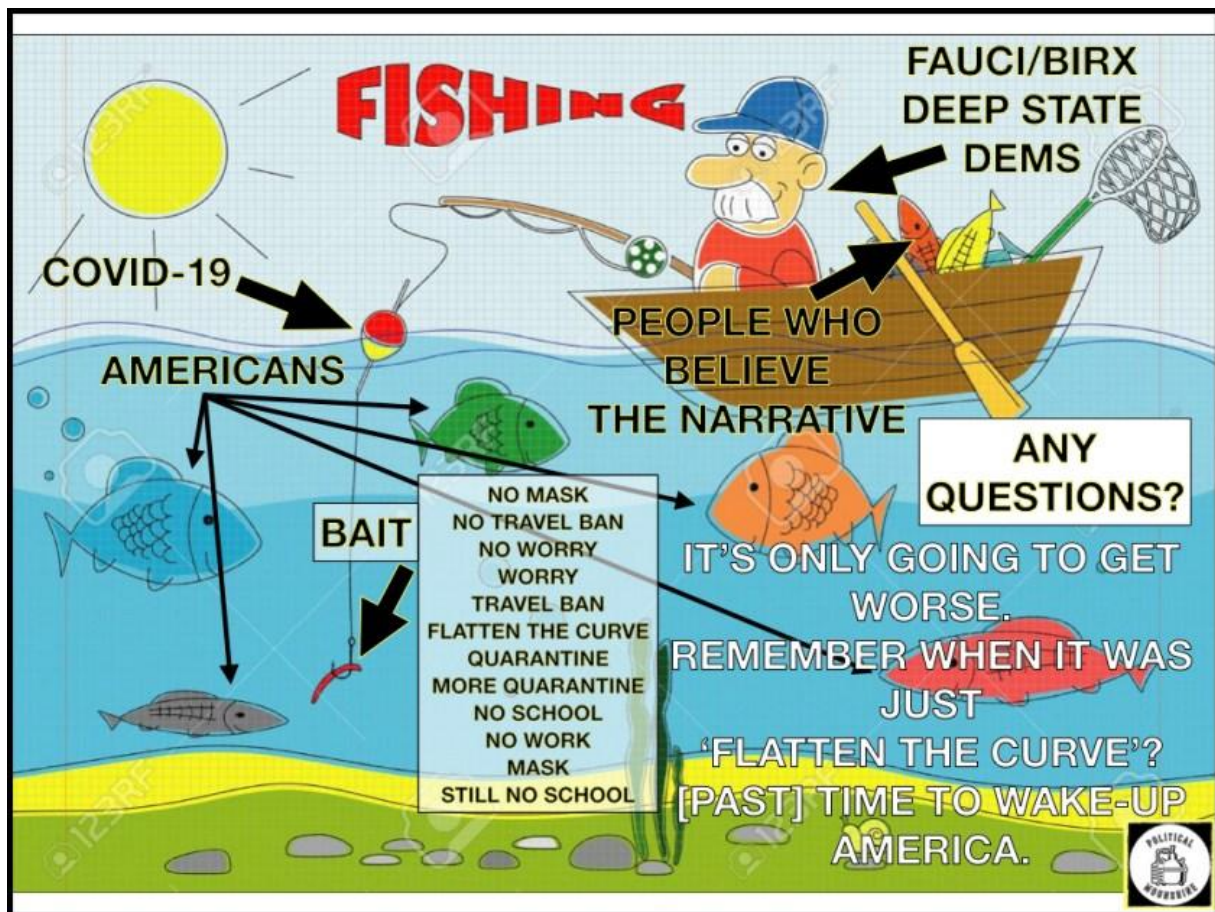 FISHING
FAUCI/BIRX
DEEP STATE
DEMS
COVID-19
PEOPLE WHO
BELIEVE
THE NARRATIVE
AMERICANS
BAIT
NO MASK
NO TRAVEL BAN
NO WORRY
WORRY
TRAVEL BAN
FLATTEN THE CURVE
QUARANTINE
MORE QUARANTINE
NO SCHOOL
NO WORK
MASK
STILL NO SCHOOL
ANY
QUESTIONS?
IT'S ONLY GOING TO GET
WORSE.
REMEMBER WHEN IT WAS
JUST
‘FLATTEN THE CURVE’?
[PAST] TIME TO WAKE-UP
AMERICA.
POLITICAL
MOONSHINE
123RF